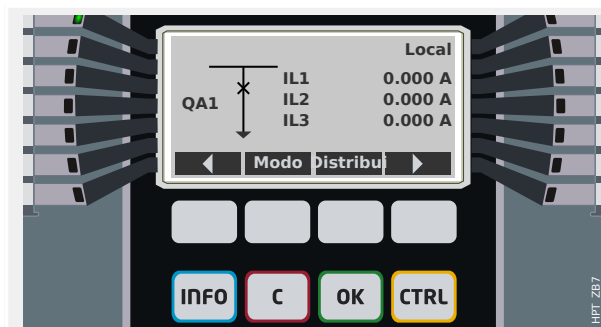 Local
IL1 0.000 A
QA1
IL2 0.000 A
IL3 0.000 A
Modo Distribui
INFO C OK CTRL
HPT ZB7